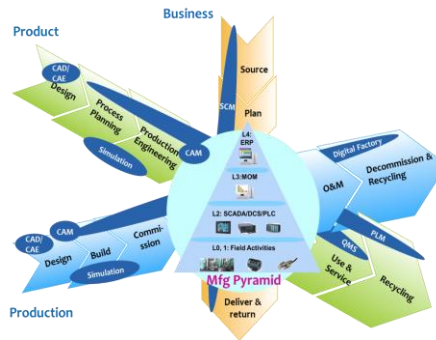 Business
Product
CAD/
CAE
Design
Process
Planning
Production
Engineering
Simulation
CAM
SCM
Source
Plan
L4:
ERP
L3:MOM
L2: SCADA/DCS/PLC
L0, 1: Field Activities
Mfg Pyramid
Deliver &
return
Digital Factory
O&M
Decommission &
Recycling
PLM
QMS
Use &
Service
Recycling
CAM
CAD/
CAE
Design
Build
Commi-
ssion
Simulation
Production